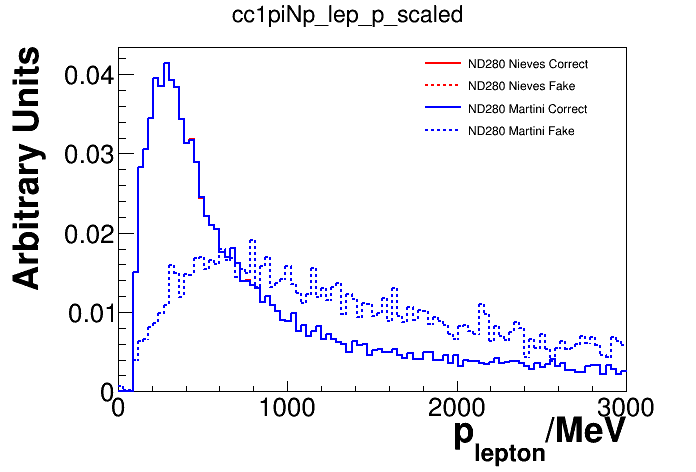 cc1piNp_lep_p_scaled
Arbitrary Units
0.04
0.03
0.02
0.01
0
ND280 Nieves Correct
ND280 Nieves Fake
ND280 Martini Correct
ND280 Martini Fake
0 1000 2000 3000
p_lepton/MeV